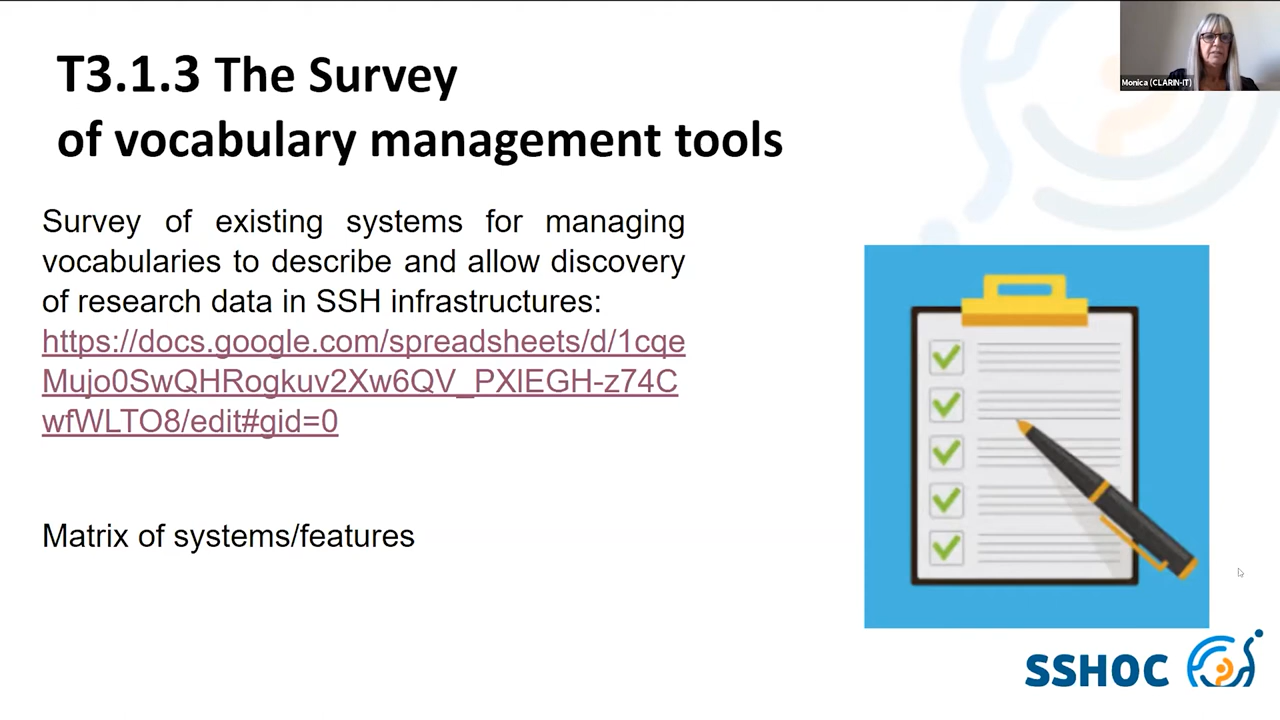 T3.1.3 The Survey
of vocabulary management tools
Monica (CLARIN-IT)
Survey of existing systems for managing
vocabularies to describe and allow discovery
of research data in SSH infrastructures:
https://docs.google.com/spreadsheets/d/1cqe
Mujo0SwQHRogkuv2Xw6QV_PXlEGH-z74C
wfWLTO8/edit#gid=0
Matrix of systems/features
SSHOC